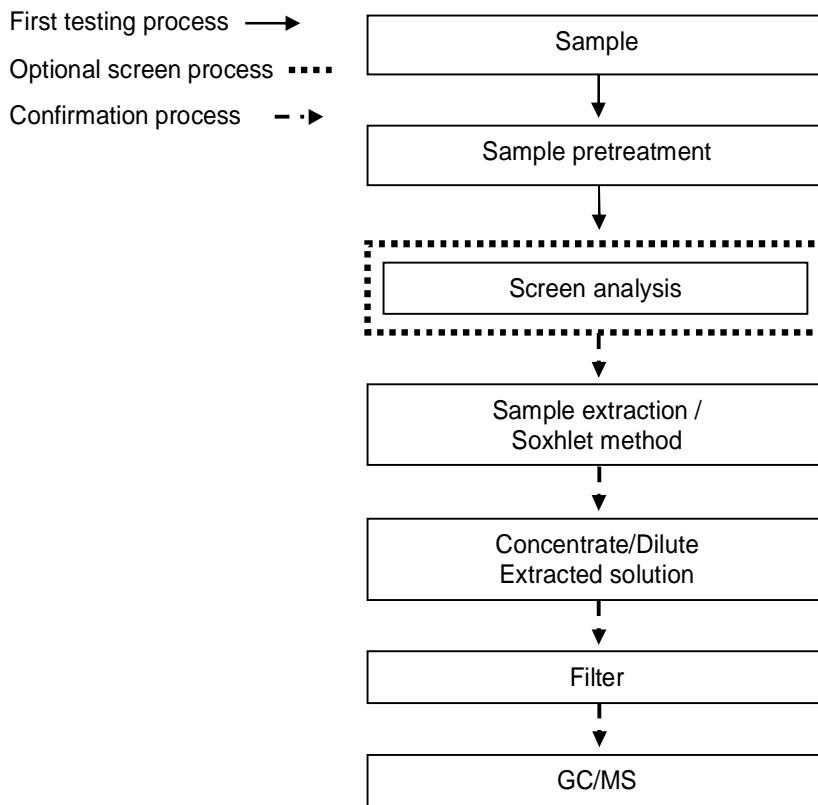 First testing process
Optional screen process
Confirmation process
Sample
Sample pretreatment
Screen analysis
Sample extraction /
Soxhlet method
Concentrate/Dilute
Extracted solution
Filter
GC/MS